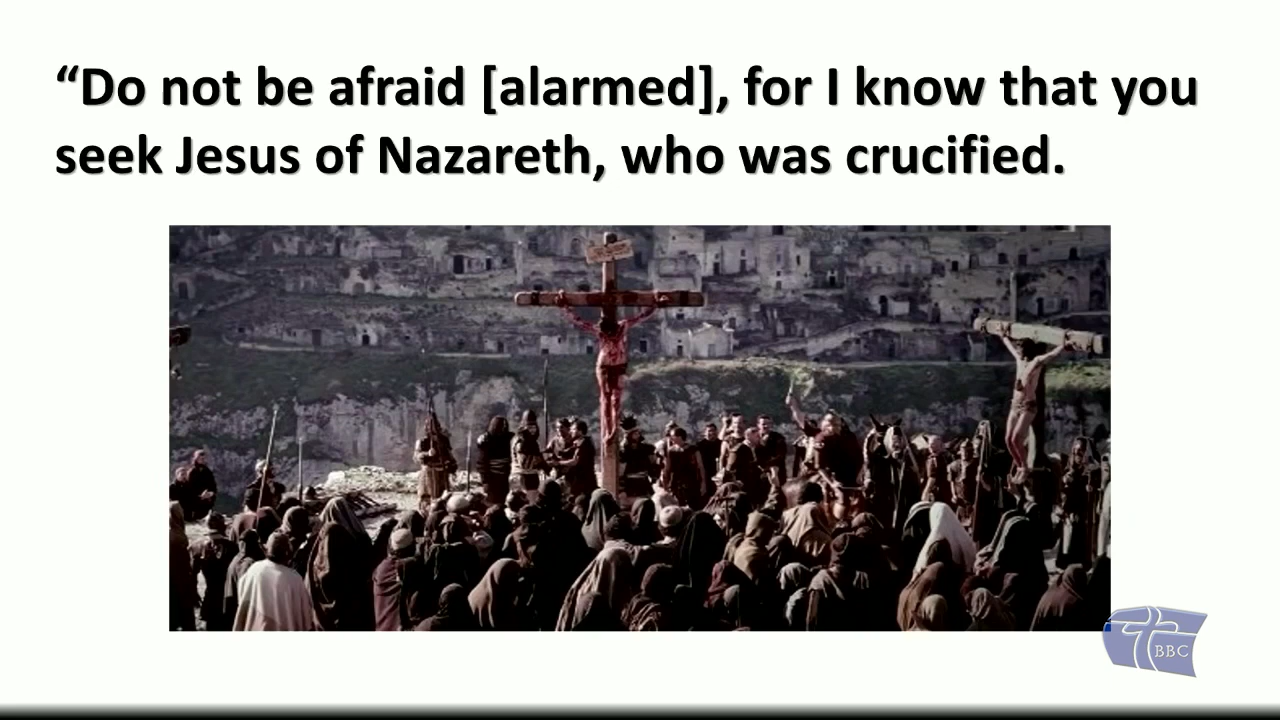 “Do not be afraid [alarmed], for I know that you
seek Jesus of Nazareth, who was crucified.
BBC